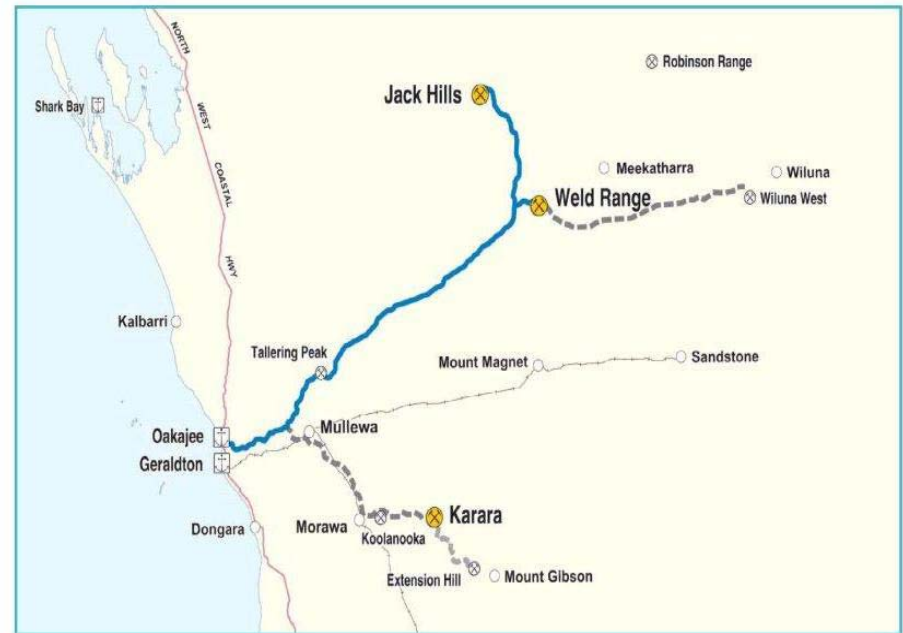 NORTH
WEST
COASTAL
HWY
Robinson Range
Jack Hills
Shark Bay
Meekatharra
Wiluna
Weld Range
Wiluna West
Kalbarri
Tallering Peak
Mount Magnet
Sandstone
Mullewa
Oakajee
Geraldton
Karara
Dongara
Morawa
Koolanooka
Extension Hill
Mount Gibson